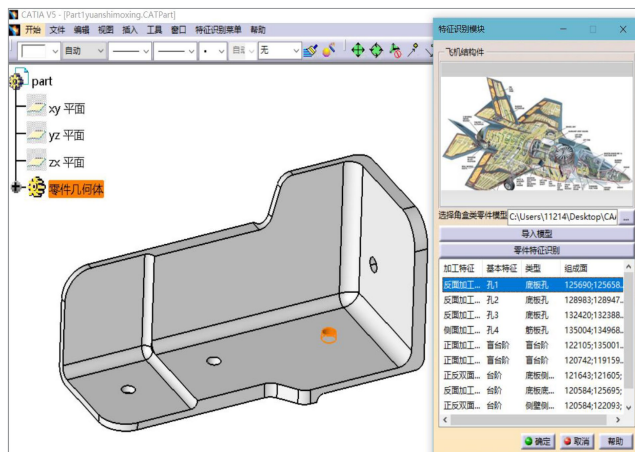 CATIA V5 - [Part1yuanshimoxing.CATPart]
开始 文件 编辑 视图 插入 工具 窗口 特征识别菜单 帮助
自动 无
part
xy 平面
yz 平面
zx 平面
零件几何体
特征识别模块
飞机结构件
选择角盒类零件模型 C:\Users\11214\Desktop\CAA ...
导入模型
零件特征识别
加工特征 基本特征 类型 组成面
反面加工... 孔1 底板孔 125690;125658...
反面加工... 孔2 底板孔 128983;128947...
反面加工... 孔3 底板孔 132420;132388...
侧面加工... 孔4 筋板孔 135004;134968...
正面加工... 盲台阶 盲台阶 122105;135001...
正面加工... 盲台阶 盲台阶 120742;119159...
正反双面... 台阶 底板侧... 121643;121605;
反面加工... 台阶 底板底... 120584;125695;
正反双面... 台阶 侧壁侧... 120584;122093;
确定 取消 帮助